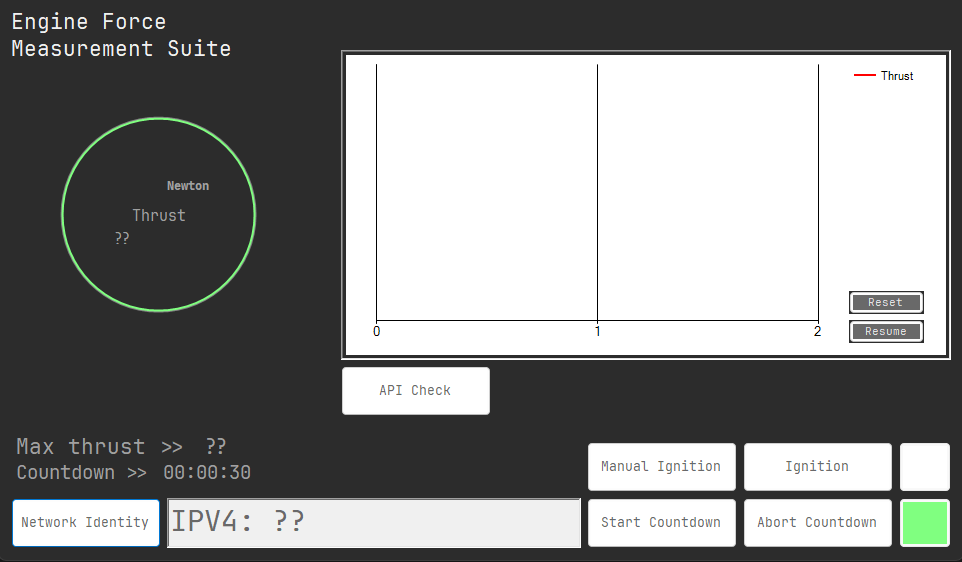 Engine Force
Measurement Suite
Newton
Thrust
??
Thrust
0 1 2
Reset
Resume
API Check
Max thrust >> ??
Countdown >> 00:00:30
Manual Ignition
Ignition
Network Identity
IPV4: ??
Start Countdown
Abort Countdown